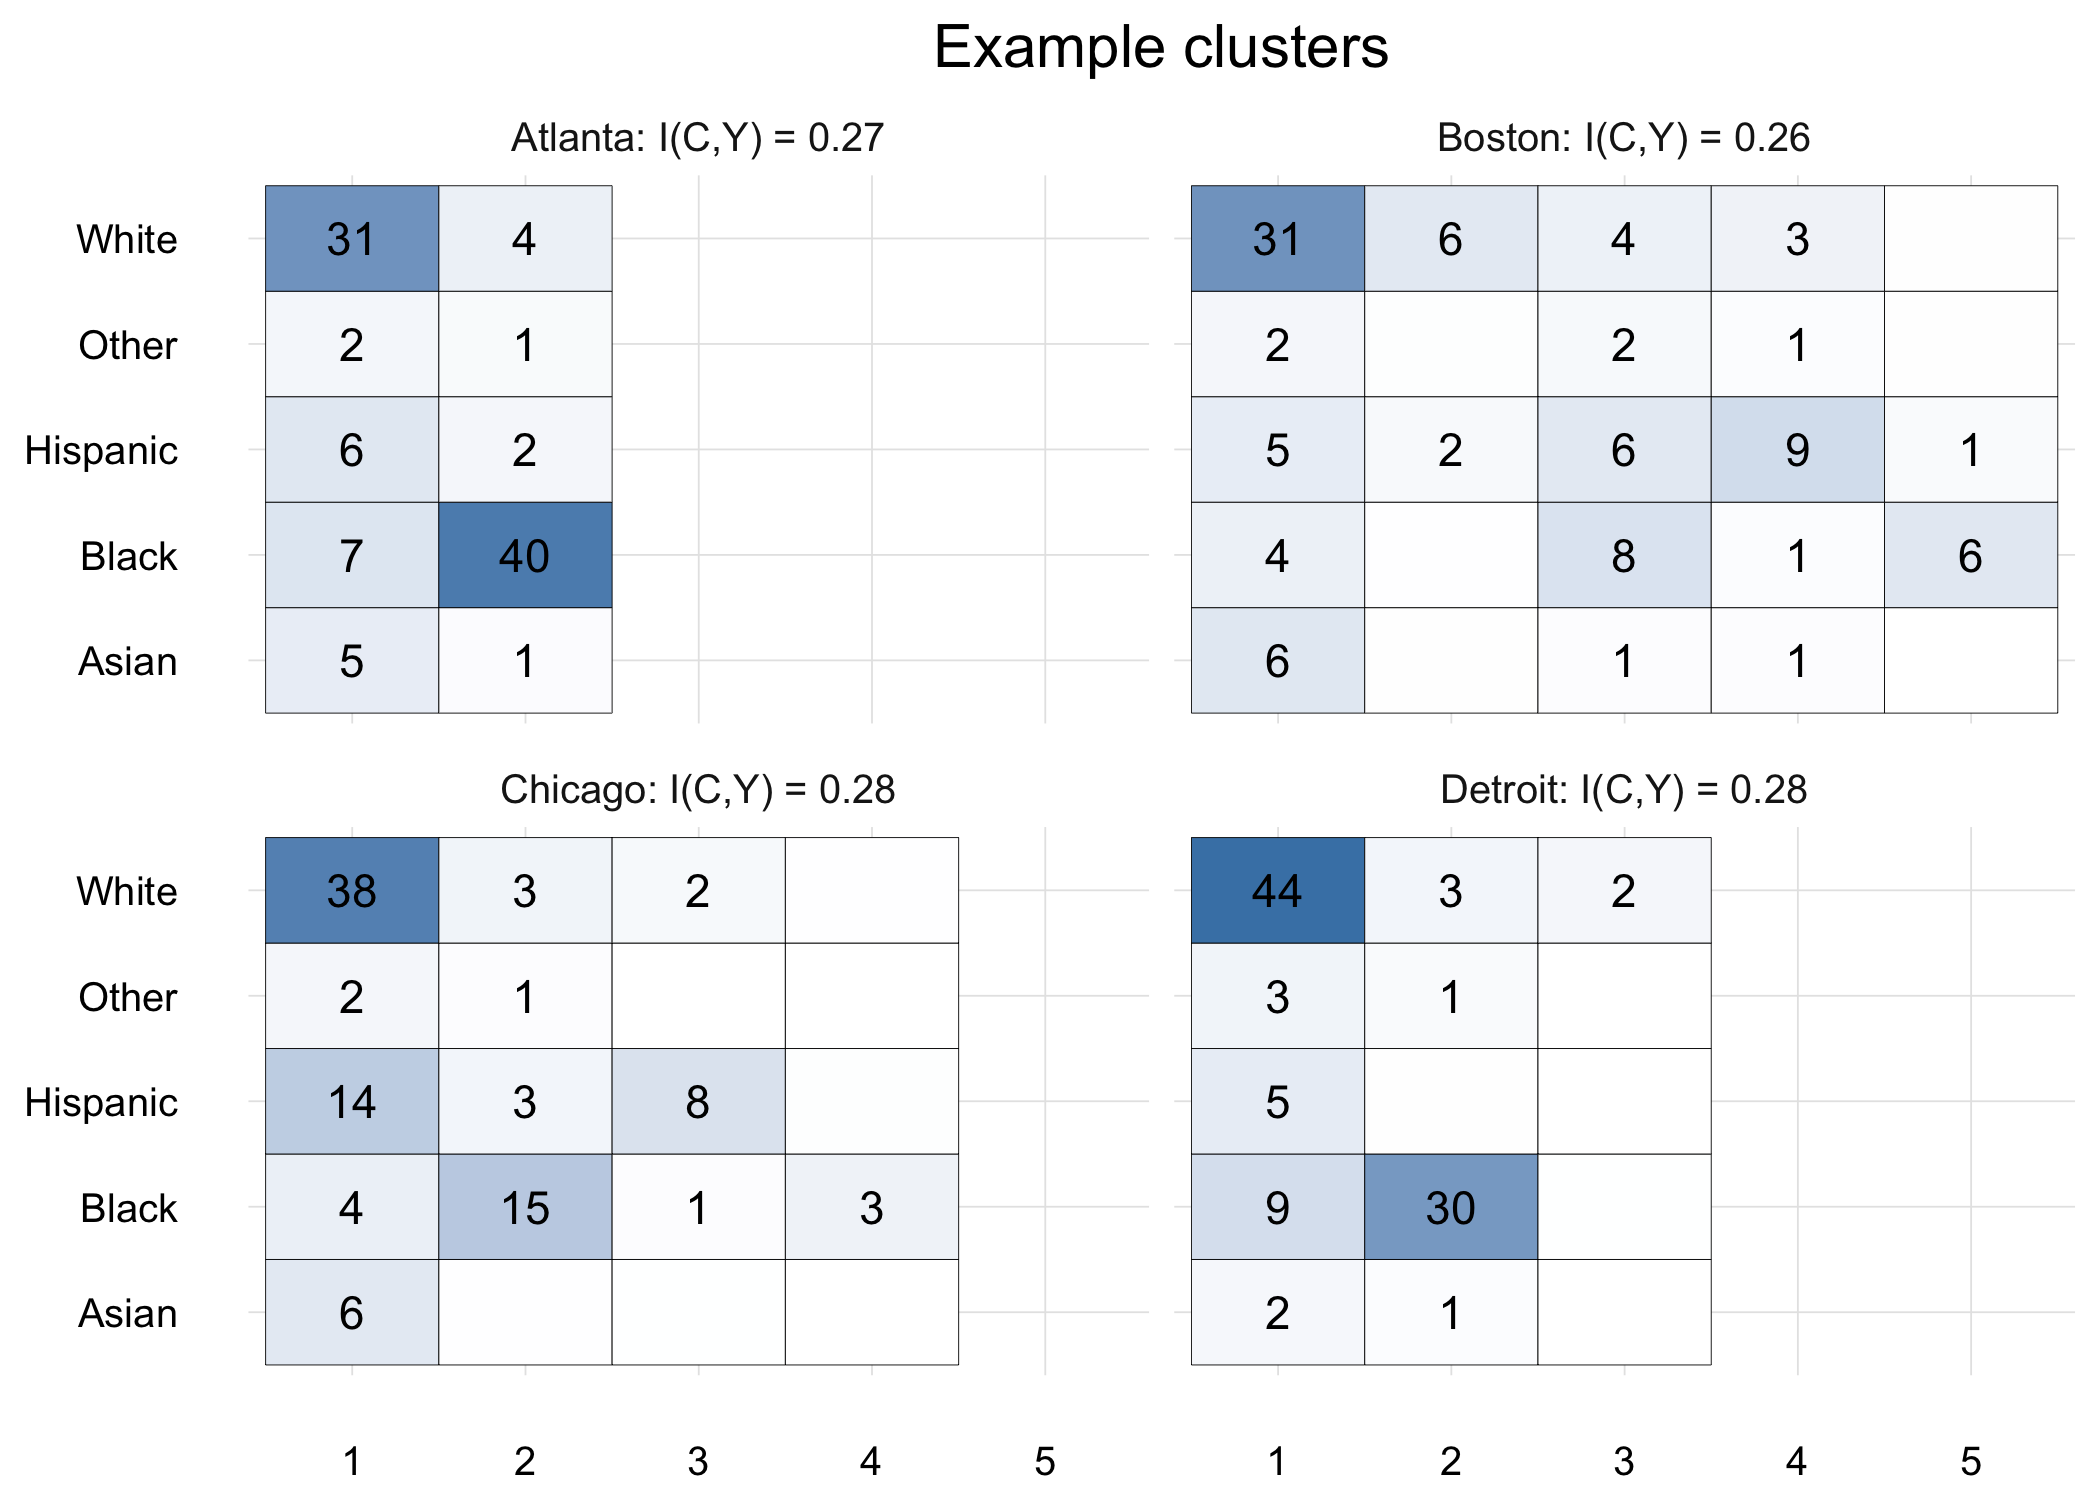 Example clusters
Atlanta: I(C,Y) = 0.27
Boston: I(C,Y) = 0.26
White 31 4 31 6 4 3
Other 2 1 2 2 1
Hispanic 6 2 5 2 6 9 1
Black 7 40 4 8 1 6
Asian 5 1 6 1 1
Chicago: I(C,Y) = 0.28
Detroit: I(C,Y) = 0.28
White 38 3 2 44 3 2
Other 2 1 3 1
Hispanic 14 3 8 5
Black 4 15 1 3 9 30
Asian 6 2 1
1 2 3 4 5 1 2 3 4 5